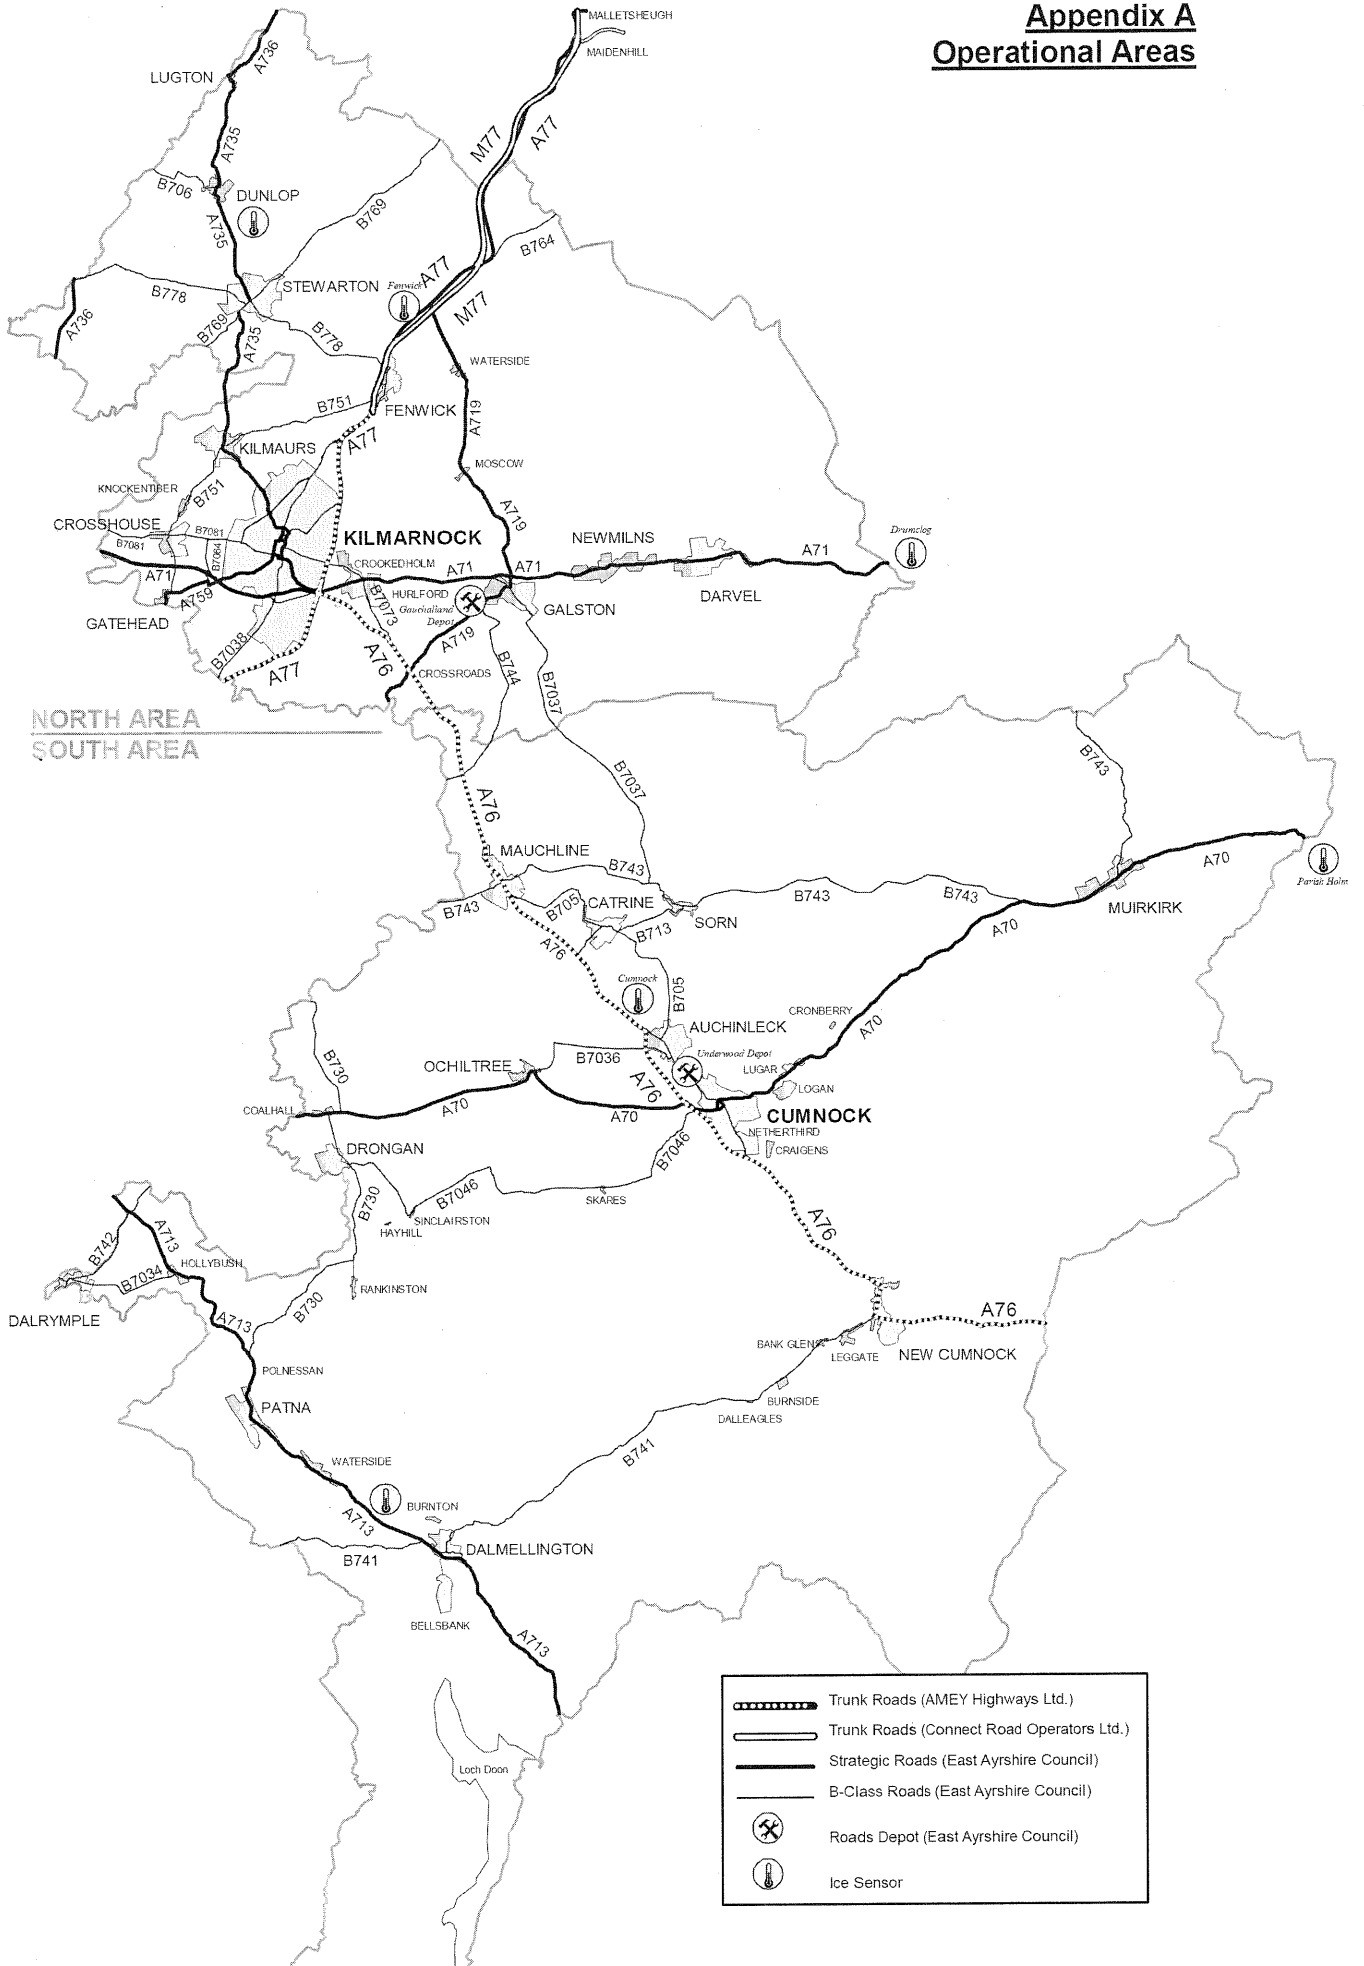 Appendix A
Operational Areas
MALLETSHEUGH
MAIDENHILL
A736
LUGTON
A735
M77
A77
B706
DUNLOP
A735
B769
B764
STEWARTON
Fenwick
A77
B778
M77
A736
B769
A735
B778
WATERSIDE
B751
FENWICK
A719
A77
KILMAURS
MOSCOW
KNOCKENTIBER
B751
A719
CROSSHOUSE
B7081
B7081
B7064
KILMARNOCK
NEWMILNS
Drumclog
A71
CROOKEDHOLM
A71
A71
A71
A759
HURLFORD
DARVEL
GATEHEAD
B7073
Gauchalland
Depot
GALSTON
B7038
A719
A76
A77
CROSSROADS
B744
B7037
NORTH AREA
SOUTH AREA
B743
B7037
A76
MAUCHLINE
B743
A70
Parish Holm
B743
B705
CATRINE
B743
B743
MUIRKIRK
B713
SORN
A76
A70
Cumnock
B705
CRONBERRY
AUCHINLECK
A70
B730
OCHILTREE
B7036
Underwood Depot
LUGAR
A76
LOGAN
COALHALL
A70
A70
CUMNOCK
NETHERTHIRD
DRONGAN
B7046
CRAIGENS
B730
B7046
SKARES
SINCLAIRSTON
HAYHILL
A76
A713
B742
HOLLYBUSH
B7034
RANKINSTON
DALRYMPLE
A713
B730
A76
BANK GLEN
LEGGATE
NEW CUMNOCK
POLNESSAN
PATNA
BURNSIDE
DALLEAGLES
B741
WATERSIDE
BURNTON
A713
B741
DALMELLINGTON
BELLSBANK
A713
Loch Doon
Trunk Roads (AMEY Highways Ltd.)
Trunk Roads (Connect Road Operators Ltd.)
Strategic Roads (East Ayrshire Council)
B-Class Roads (East Ayrshire Council)
Roads Depot (East Ayrshire Council)
Ice Sensor